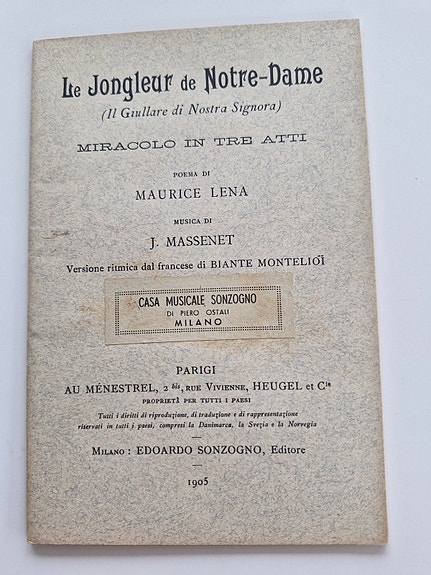 Le Jongleur de Notre-Dame
(Il Giullare di Nostra Signora)
MIRACOLO IN TRE ATTI
POEMA DI
MAURICE LENA
MUSICA DI
J. MASSENET
Versione ritmica dal francese di BIANTE MONTELIOÏ
CASA MUSICALE SONZOGNO
DI PIERO OSTALI
MILANO
PARIGI
AU MÉNESTREL, 2 bis, RUE VIVIENNE, HEUGEL et Cie
PROPRIETÀ PER TUTTI I PAESI
Tutti i diritti di riproduzione, di traduzione e di rappresentazione
riservati in tutti j paesi, compresi la Danimarca, la Svezia e la Norvegia
MILANO : EDOARDO SONZOGNO, Editore
1905